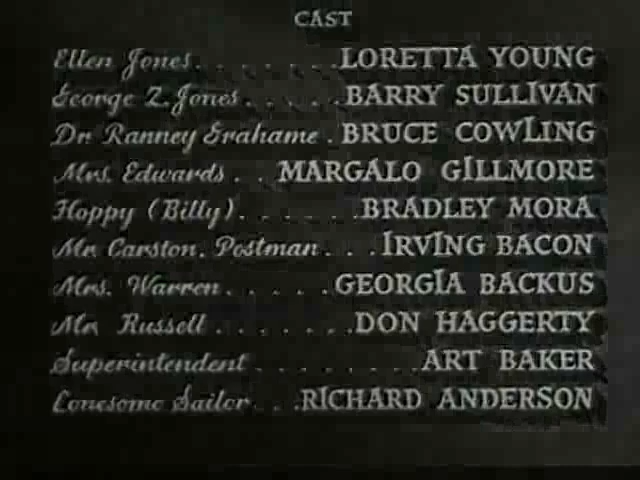 CAST
Ellen Jones. . . . . . .LORETTA YOUNG
George Z. Jones. . . . . BARRY SULLIVAN
Dr. Ranney Grahame . BRUCE COWLING
Mrs. Edwards . . MARGALO GILLMORE
Hoppy (Billy). . . . . . BRADLEY MORA
Mr. Carston, Postman . . .IRVING BACON
Mrs. Warren . . . . . GEORGIA BACKUS
Mr. Russell . . . . . . .DON HAGGERTY
Superintendent . . . . . . . . ART BAKER
Lonesome Sailor. . .RICHARD ANDERSON